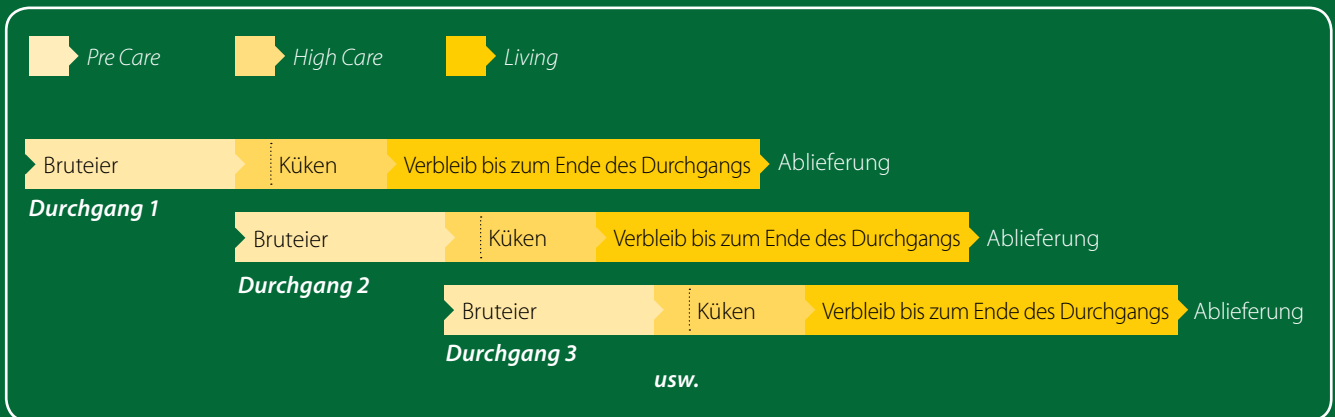 Pre Care High Care Living
Bruteier Küken Verbleib bis zum Ende des Durchgangs Ablieferung
Durchgang 1
Bruteier Küken Verbleib bis zum Ende des Durchgangs Ablieferung
Durchgang 2
Bruteier Küken Verbleib bis zum Ende des Durchgangs Ablieferung
Durchgang 3
usw.